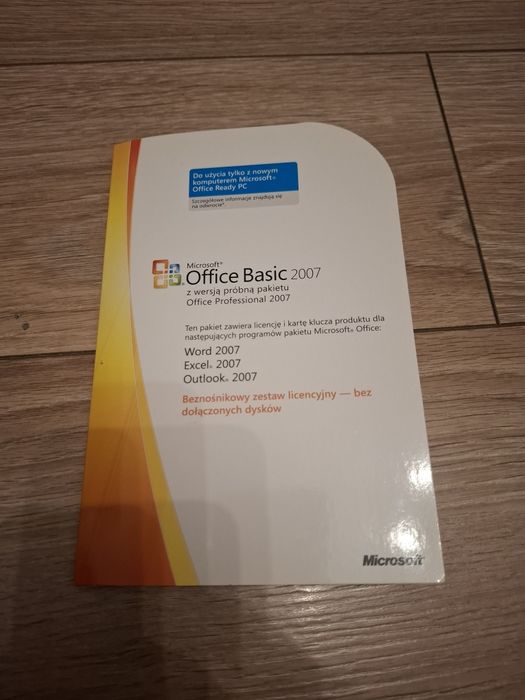 Do użycia tylko z nowym
komputerem Microsoft®
Office Ready PC
Szczegółowe informacje znajdują się
na odwrocie*.
Microsoft®
Office Basic 2007
z wersją próbną pakietu
Office Professional 2007
Ten pakiet zawiera licencję i kartę klucza produktu dla
następujących programów pakietu Microsoft® Office:
Word 2007
Excel® 2007
Outlook® 2007
Beznośnikowy zestaw licencyjny — bez
dołączonych dysków
Microsoft®